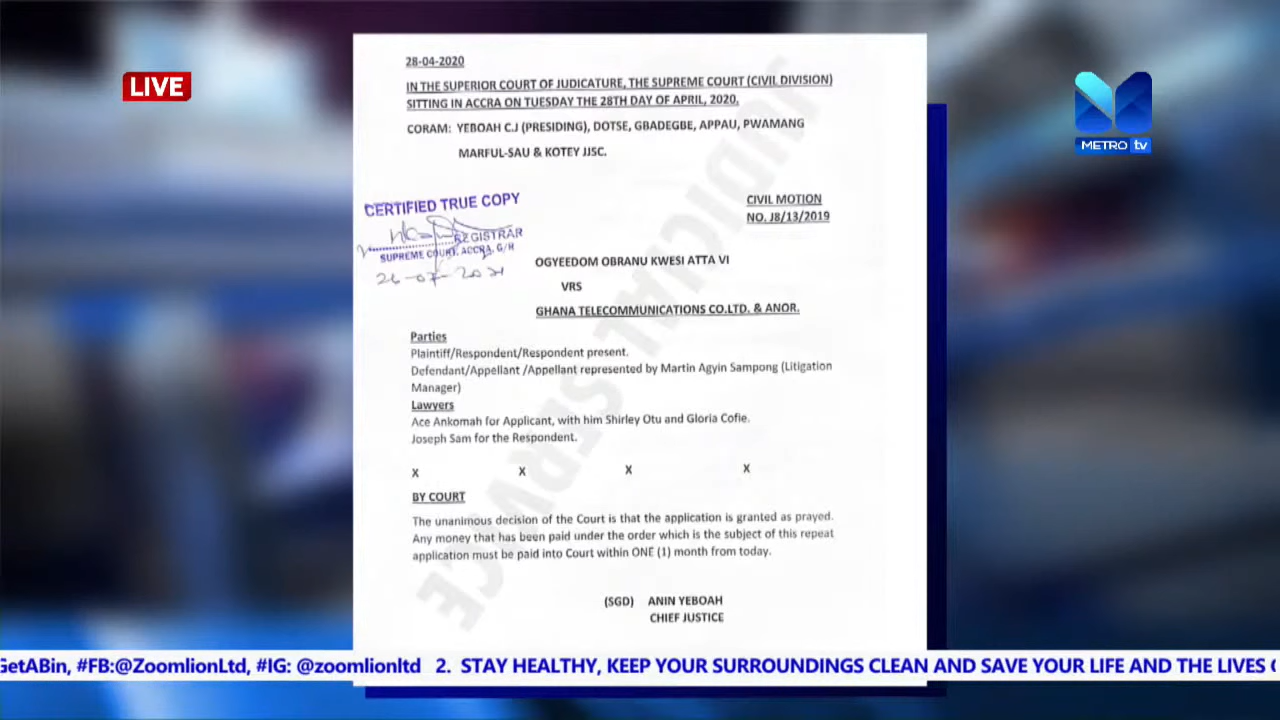 LIVE
METRO tv
28-04-2020
IN THE SUPERIOR COURT OF JUDICATURE, THE SUPREME COURT (CIVIL DIVISION)
SITTING IN ACCRA ON TUESDAY THE 28TH DAY OF APRIL, 2020,
CORAM: YEBOAH C.J (PRESIDING), DOTSE, GBADEGBE, APPAU, PWAMANG
MARFUL-SAU & KOTEY JJSC.
CERTIFIED TRUE COPY
REGISTRAR
SUPREME COURT, ACCRA, G/R
26-07-2021
CIVIL MOTION
NO. J8/13/2019
OGYEEDOM OBRANU KWESI ATTA VI
VRS
GHANA TELECOMMUNICATIONS CO.LTD. & ANOR.
Parties
Plaintiff/Respondent/Respondent present.
Defendant/Appellant /Appellant represented by Martin Agyin Sampong (Litigation
Manager)
Lawyers
Ace Ankomah for Applicant, with him Shirley Otu and Gloria Cofie.
Joseph Sam for the Respondent.
X X X X
BY COURT
The unanimous decision of the Court is that the application is granted as prayed.
Any money that has been paid under the order which is the subject of this repeat
application must be paid into Court within ONE (1) month from today.
(SGD) ANIN YEBOAH
CHIEF JUSTICE
JUDICIAL SERVICE
GetABin, #FB:@ZoomlionLtd, #IG: @zoomlionltd 2. STAY HEALTHY, KEEP YOUR SURROUNDINGS CLEAN AND SAVE YOUR LIFE AND THE LIVES